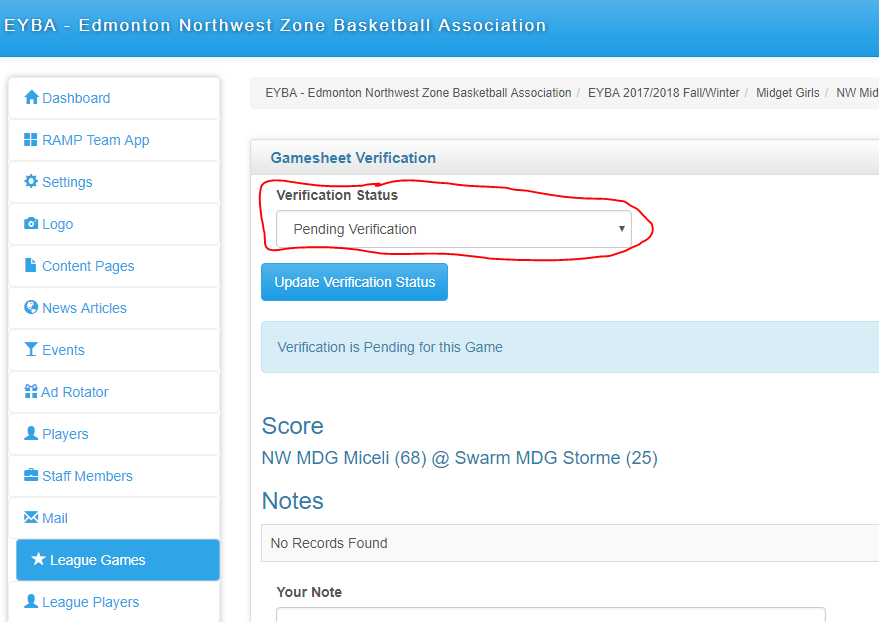 EYBA - Edmonton Northwest Zone Basketball Association
Dashboard
RAMP Team App
Settings
Logo
Content Pages
News Articles
Events
Ad Rotator
Players
Staff Members
Mail
League Games
League Players
EYBA - Edmonton Northwest Zone Basketball Association / EYBA 2017/2018 Fall/Winter / Midget Girls / NW Mid
Gamesheet Verification
Verification Status
Pending Verification
Update Verification Status
Verification is Pending for this Game
Score
NW MDG Miceli (68) @ Swarm MDG Storme (25)
Notes
No Records Found
Your Note